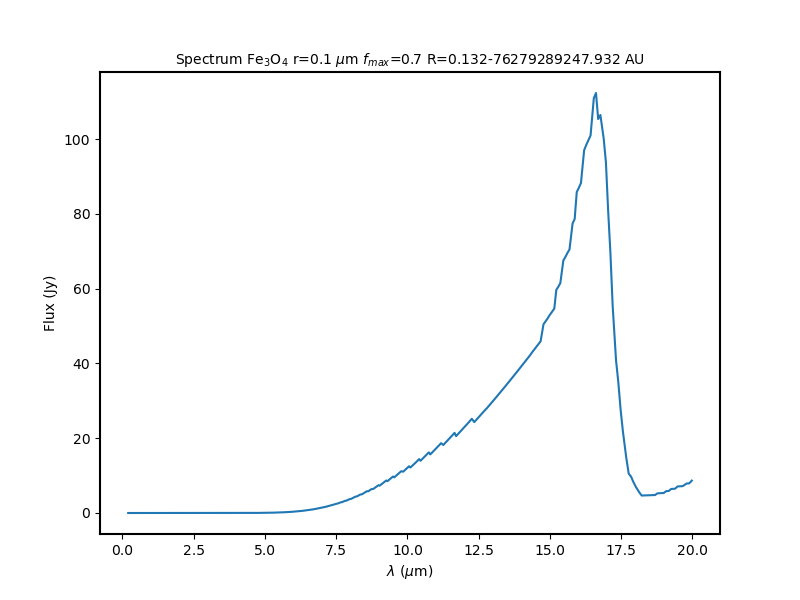 Spectrum Fe₃O₄ r=0.1 μm fₘₐₓ=0.7 R=0.132-76279289247.932 AU
100
80
60
40
20
0
Flux (Jy)
0.0 2.5 5.0 7.5 10.0 12.5 15.0 17.5 20.0
λ (μm)